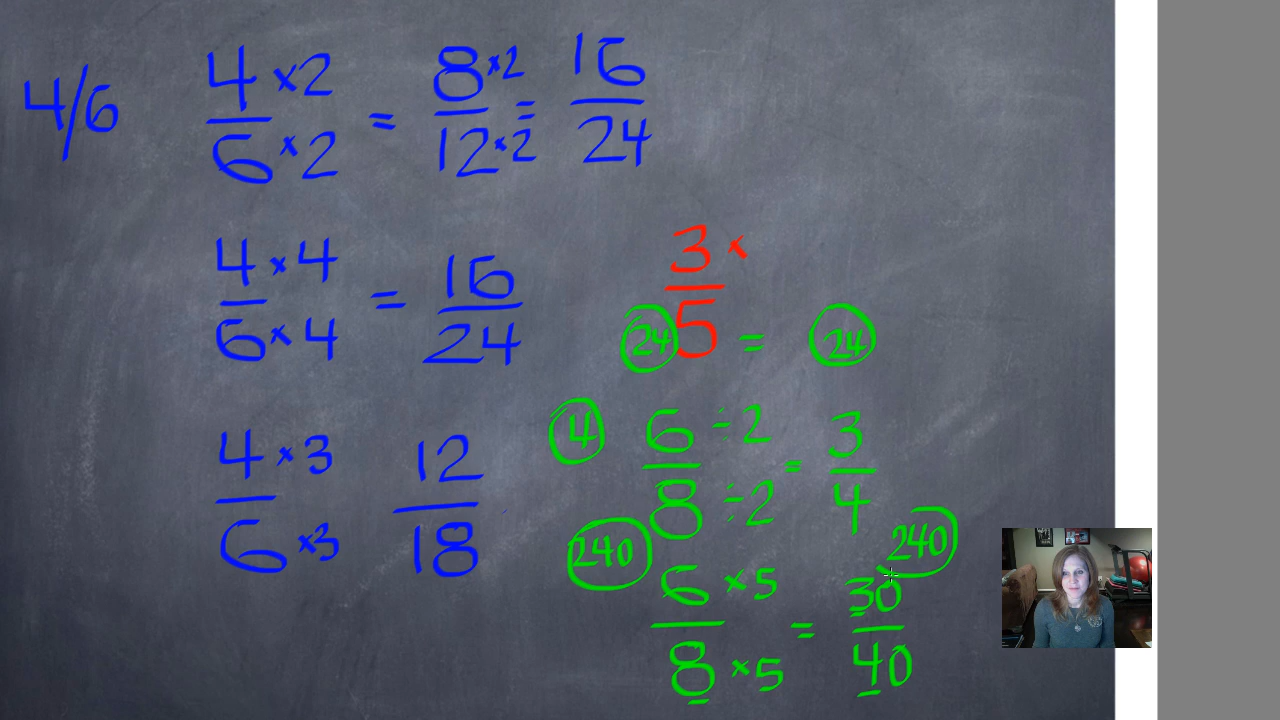 4/6
4 ×2 = 8 ×2 = 16
6 ×2 12 ×2 24
4 ×4 = 16
6 ×4 24
4 ×3 12
6 ×3 18
3 ×
5
24 = 24
4 6 ÷2 = 3
8 ÷2 4
240 240
6 ×5 = 30
8 ×5 40